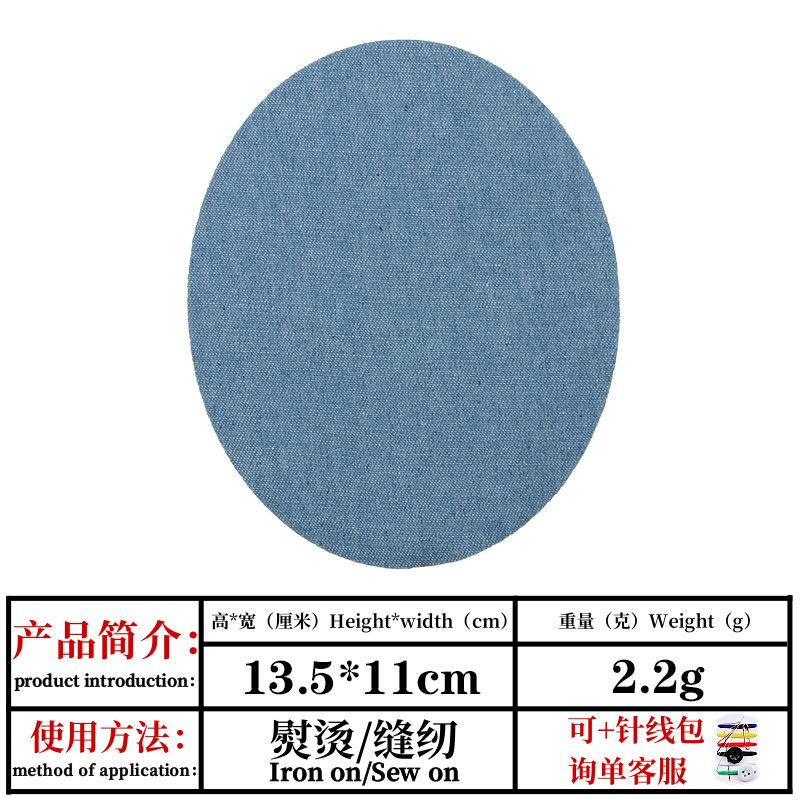 产品简介：
product introduction:
高*宽（厘米）Height*width（cm）
重量（克）Weight（g）
13.5*11cm
2.2g
使用方法：
method of application:
熨烫/缝纫
Iron on/Sew on
可+针线包
询单客服